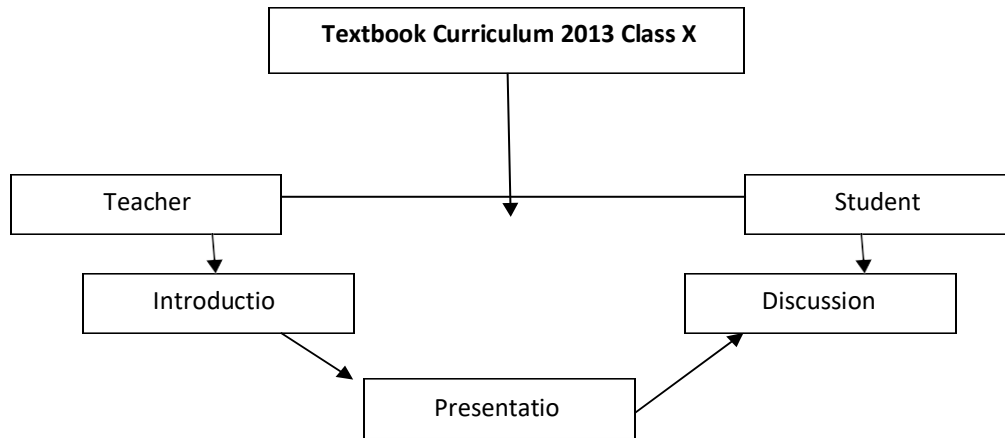 Textbook Curriculum 2013 Class X
Teacher
Student
Introductio
Discussion
Presentatio